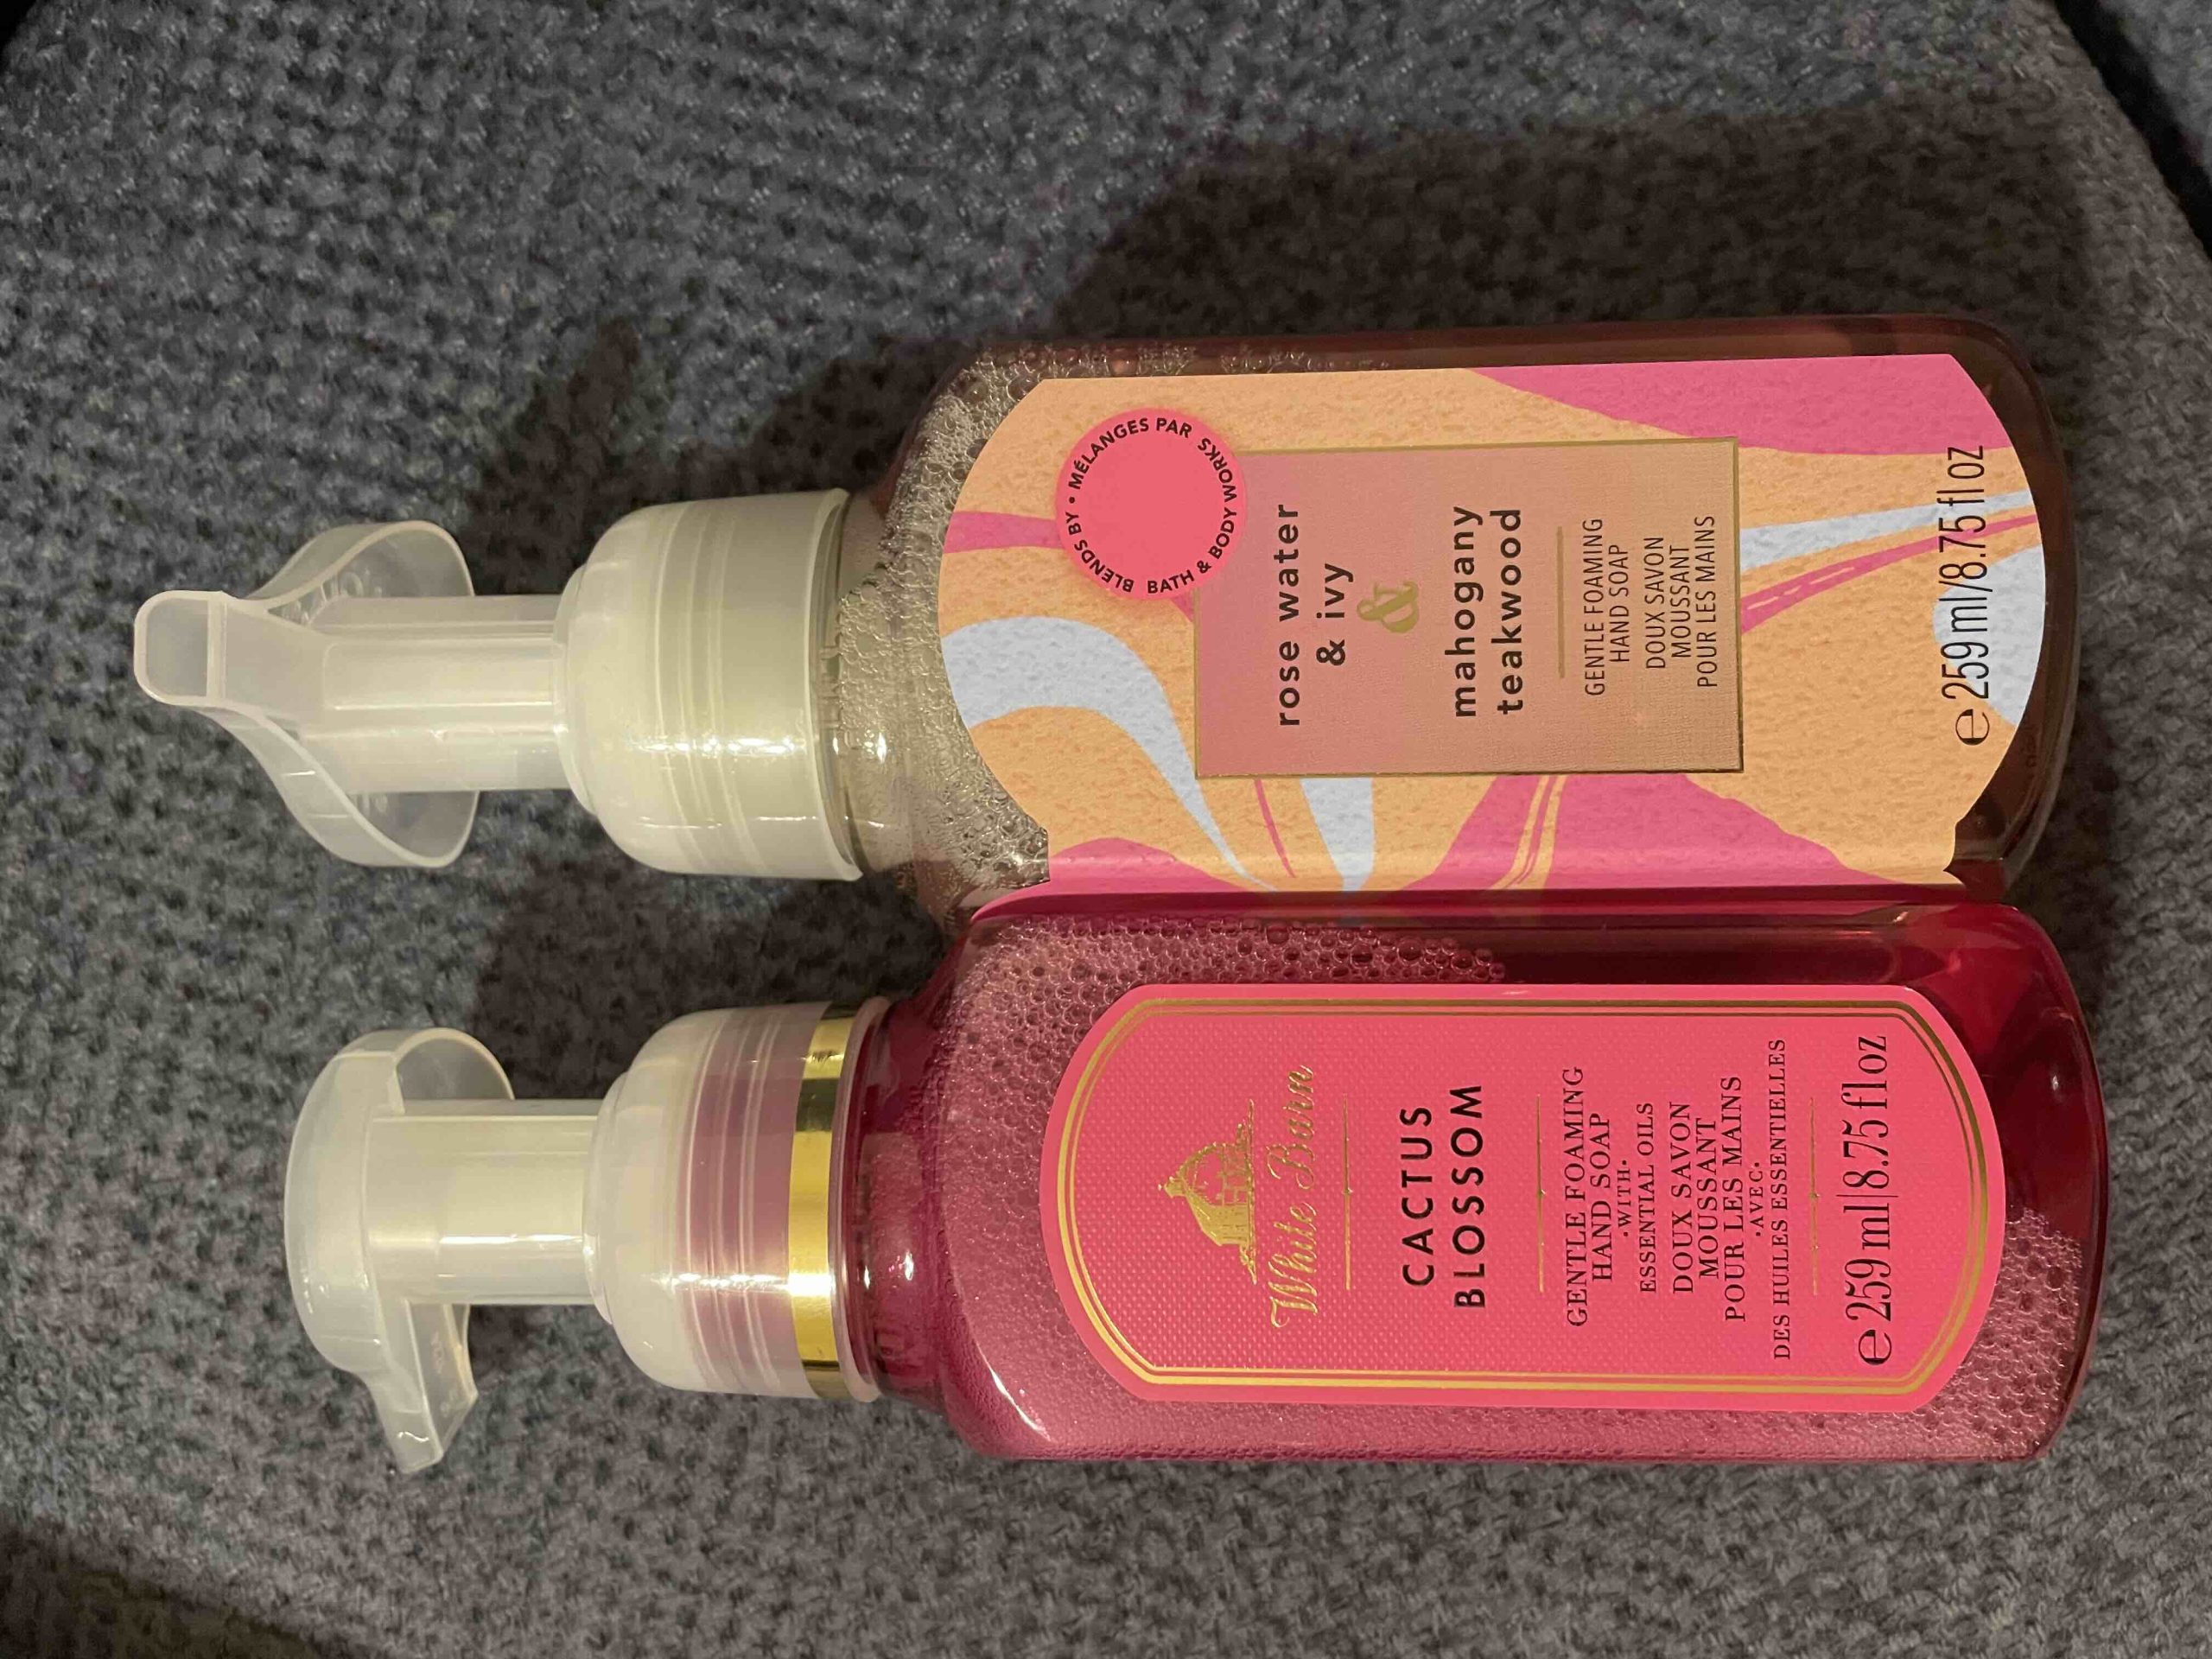 White Barn
CACTUS
BLOSSOM
GENTLE FOAMING
HAND SOAP
•WITH•
ESSENTIAL OILS
DOUX SAVON
MOUSSANT
POUR LES MAINS
•AVEC•
DES HUILES ESSENTIELLES
℮ 259 ml|8.75 fl oz
BLENDS BY • MÉLANGES PAR
BATH & BODY WORKS
rose water
& ivy
&
mahogany
teakwood
GENTLE FOAMING
HAND SOAP
DOUX SAVON
MOUSSANT
POUR LES MAINS
℮ 259ml/8.75 fl oz